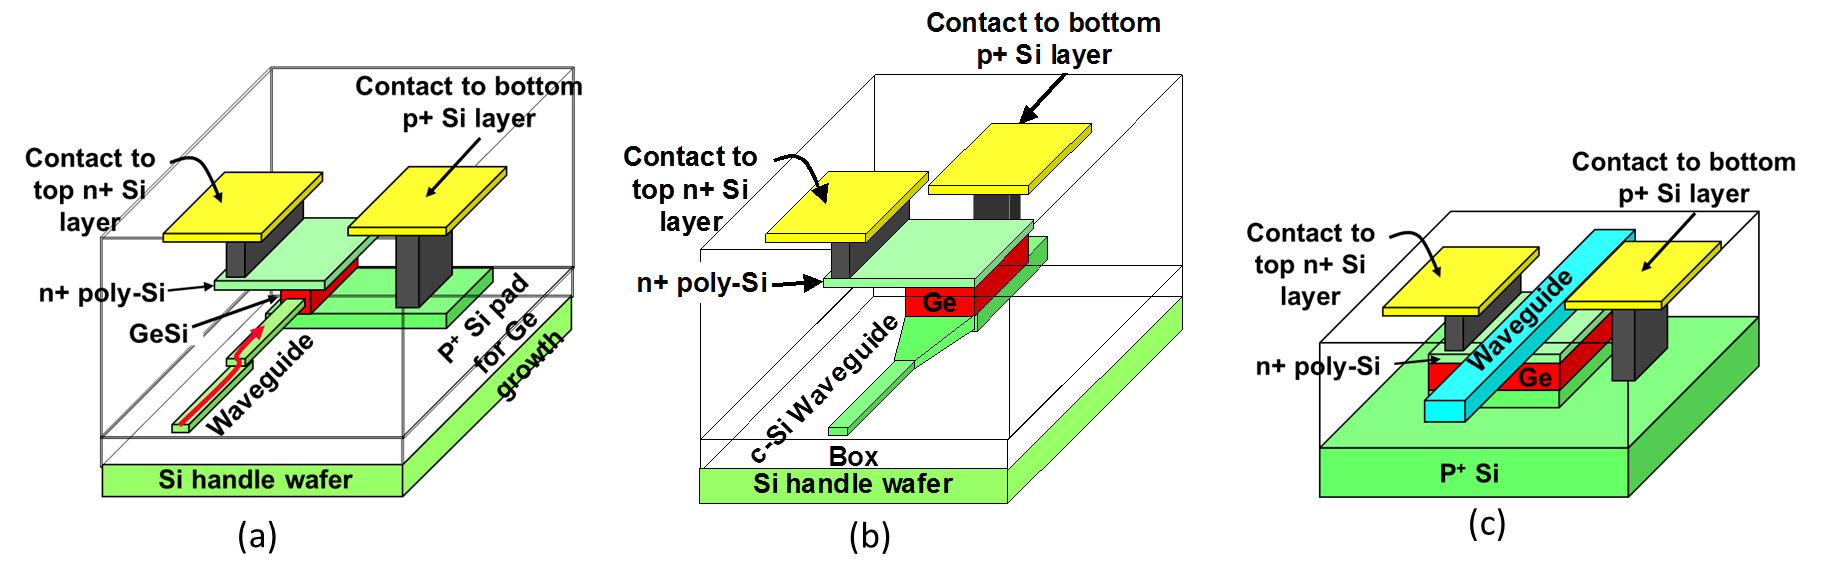 Contact to bottom
p+ Si layer
Contact to
top n+ Si
layer
n+ poly-Si
GeSi
Waveguide
P+ Si pad
for Ge
growth
Si handle wafer
(a)
Contact to bottom
p+ Si layer
Contact to
top n+ Si
layer
n+ poly-Si
Ge
c-Si Waveguide
Box
Si handle wafer
(b)
Contact to bottom
p+ Si layer
Contact to
top n+ Si
layer
Waveguide
n+ poly-Si
Ge
P+ Si
(c)